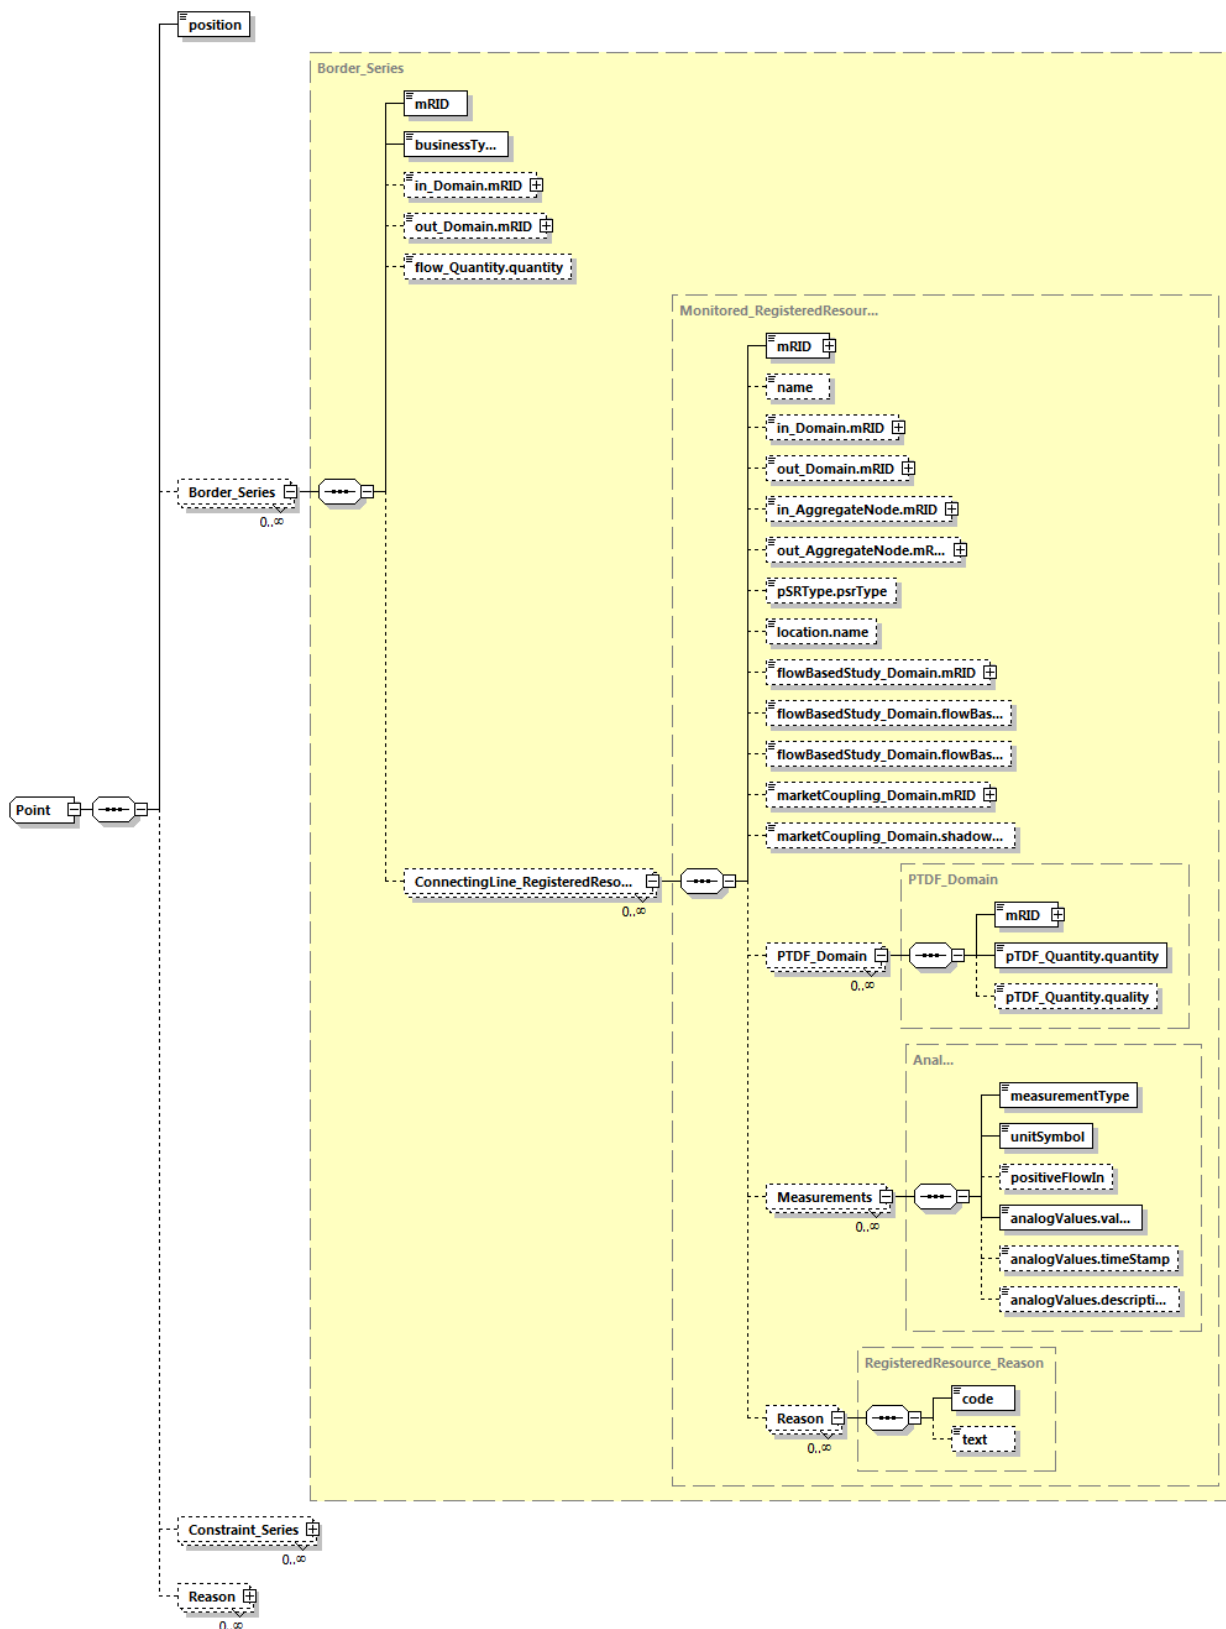 position
Border_Series
mRID
businessTy...
in_Domain.mRID
out_Domain.mRID
flow_Quantity.quantity
Monitored_RegisteredResour...
mRID
name
in_Domain.mRID
out_Domain.mRID
Border_Series
0..∞
in_AggregateNode.mRID
out_AggregateNode.mR...
pSRType.psrType
location.name
flowBasedStudy_Domain.mRID
flowBasedStudy_Domain.flowBas...
flowBasedStudy_Domain.flowBas...
marketCoupling_Domain.mRID
Point
marketCoupling_Domain.shadow...
ConnectingLine_RegisteredReso...
0..∞
PTDF_Domain
mRID
PTDF_Domain
0..∞
pTDF_Quantity.quantity
pTDF_Quantity.quality
Anal...
measurementType
unitSymbol
positiveFlowIn
Measurements
0..∞
analogValues.val...
analogValues.timeStamp
analogValues.descripti...
RegisteredResource_Reason
code
Reason
0..∞
text
Constraint_Series
0..∞
Reason
0..∞